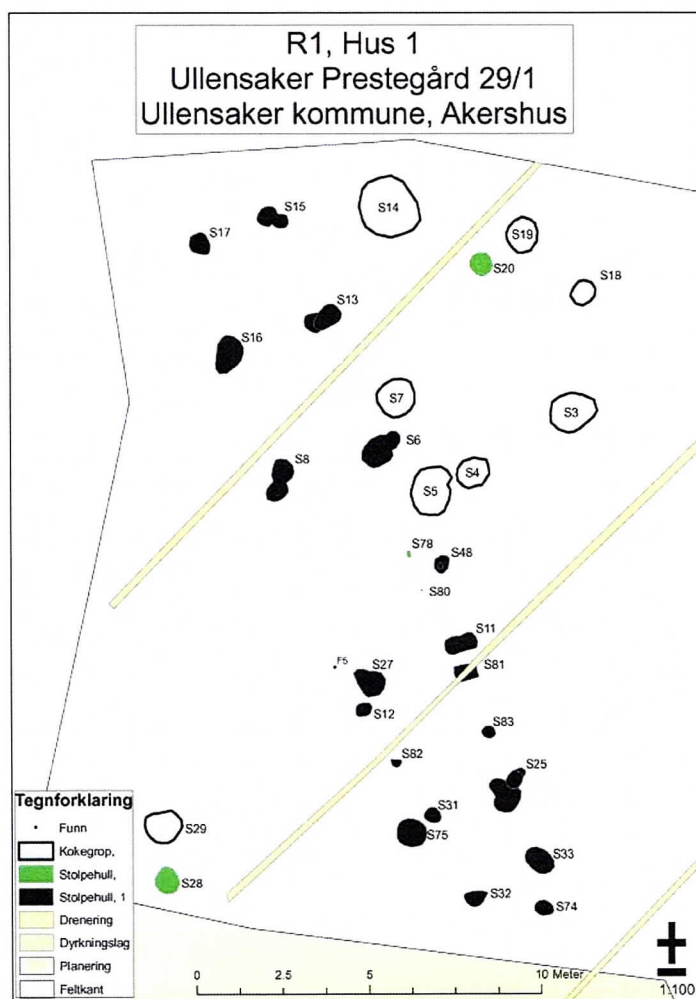 R1, Hus 1
Ullensaker Prestegård 29/1
Ullensaker kommune, Akershus
S15
S14
S17
S19
S20
S18
S13
S16
S7
S3
S6
S8
S4
S5
S78
S48
S80
S11
F5
S27
S81
S12
S83
S82
S25
S31
S29
S75
S33
S28
S32
S74
Tegnforklaring
Funn
Kokegrop,
Stolpehull,
Stolpehull, 1
Drenering
Dyrkningslag
Planering
Feltkant
0 2.5 5 10 Meter
1:100